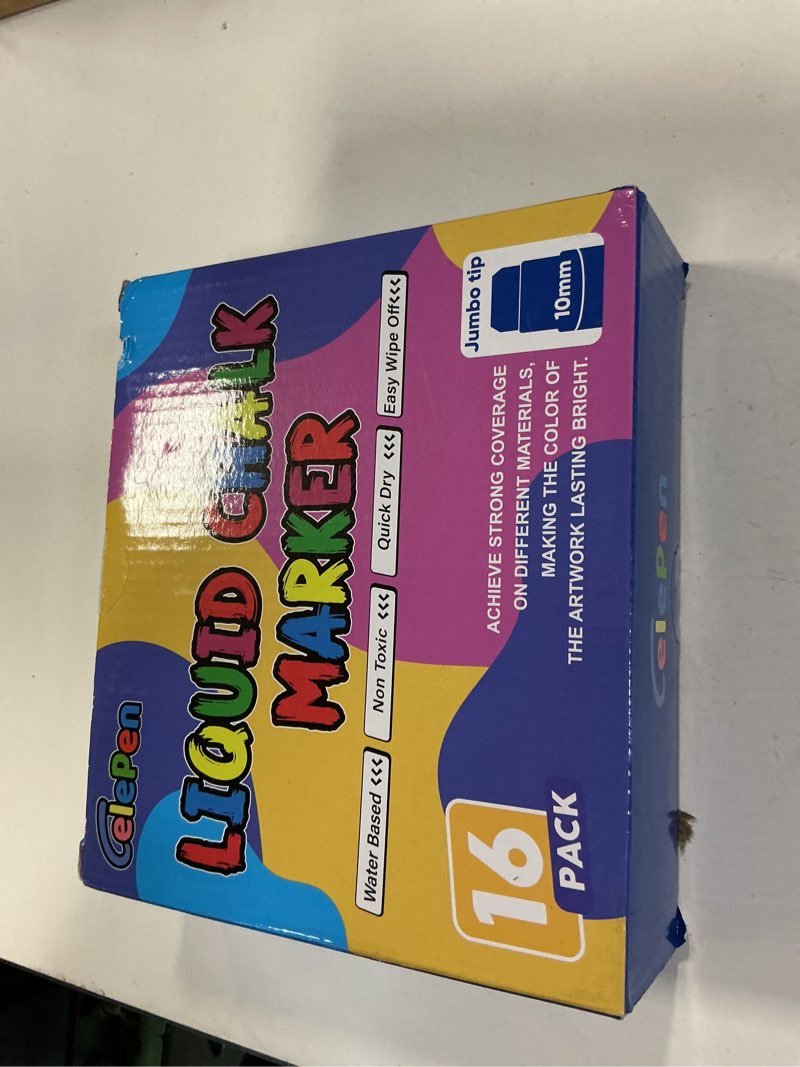 CelePen
LIQUID CHALK
MARKER
Water Based <<<
Non Toxic <<<
Quick Dry <<<
Easy Wipe Off<<<
16
PACK
ACHIEVE STRONG COVERAGE
ON DIFFERENT MATERIALS,
MAKING THE COLOR OF
THE ARTWORK LASTING BRIGHT.
Jumbo tip
10mm
CelePen